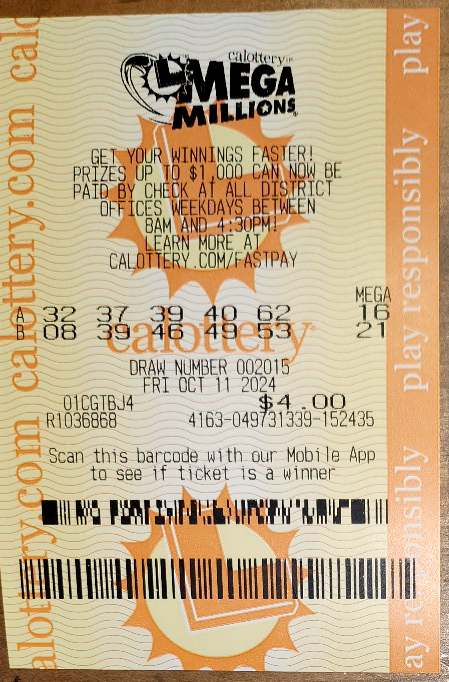 calottery
MEGA
MILLIONS
GET YOUR WINNINGS FASTER!
PRIZES UP TO $1,000 CAN NOW BE
PAID BY CHECK AT ALL DISTRICT
OFFICES WEEKDAYS BETWEEN
8AM AND 4:30PM!
LEARN MORE AT
CALOTTERY.COM/FASTPAY
MEGA
A 32 37 39 40 62 16
B 08 39 46 49 53 21
calottery
DRAW NUMBER 002015
FRI OCT 11 2024
01CGTBJ4 $4.00
R1036868 4163-049731339-152435
Scan this barcode with our Mobile App
to see if ticket is a winner
alottery.com calottery.com calo
ay responsibly play responsibly play